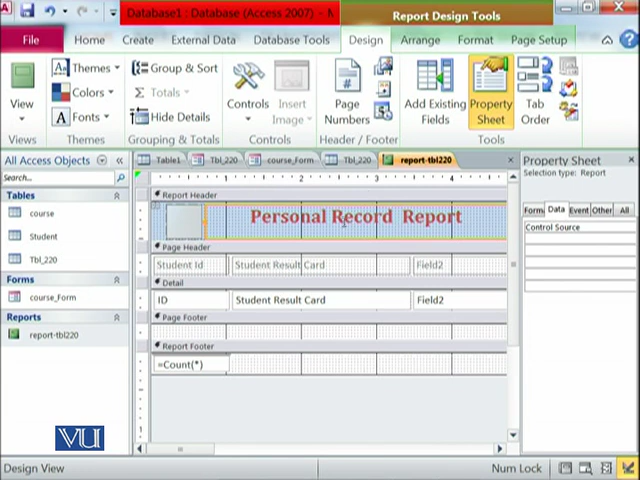 Database1 : Database (Access 2007) -
Report Design Tools
File Home Create External Data Database Tools Design Arrange Format Page Setup
View
Themes
Colors
Fonts
Group & Sort
Totals
Hide Details
Controls
Insert Image
Page Numbers
Add Existing Fields
Property Sheet
Tab Order
Views Themes Grouping & Totals Controls Header / Footer Tools
All Access Objects
Search...
Tables
course
Student
Tbl_220
Forms
course_Form
Reports
report-tbl220
Table1 Tbl_220 course_Form Tbl_220 report-tbl220
1 2 3 4
Report Header
Personal Record Report
Page Header
Student Id Student Result Card Field2
Detail
ID Student Result Card Field2
Page Footer
Report Footer
=Count(*)
Property Sheet
Selection type: Report
Form Data Event Other All
Control Source
VU
Design View
Num Lock